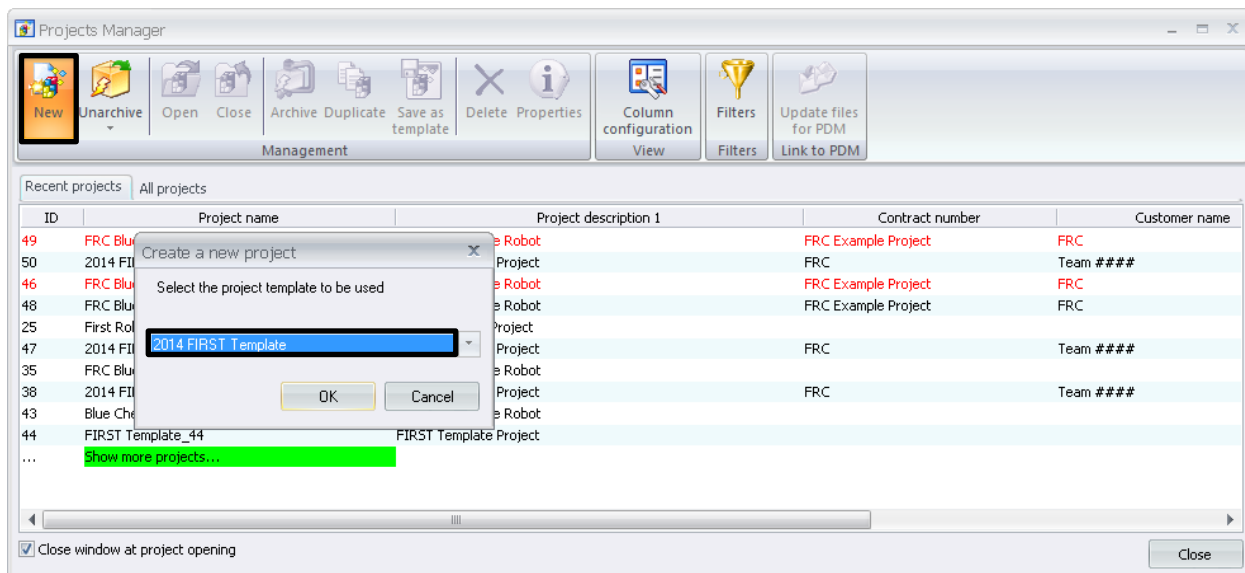 Projects Manager
New Unarchive Open Close Archive Duplicate Save as template Delete Properties Column configuration Filters Update files for PDM
Management View Filters Link to PDM
Recent projects All projects
ID Project name Project description 1 Contract number Customer name
49 FRC Blu e Robot FRC Example Project FRC
50 2014 FI Project FRC Team ####
46 FRC Blu e Robot FRC Example Project FRC
48 FRC Blu e Robot FRC Example Project FRC
25 First Rol Project
47 2014 FI Project FRC Team ####
35 FRC Blu e Robot
38 2014 FI Project FRC Team ####
43 Blue Che e Robot
44 FIRST Template_44 FIRST Template Project
... Show more projects...
Create a new project
Select the project template to be used
2014 FIRST Template
OK Cancel
Close window at project opening
Close